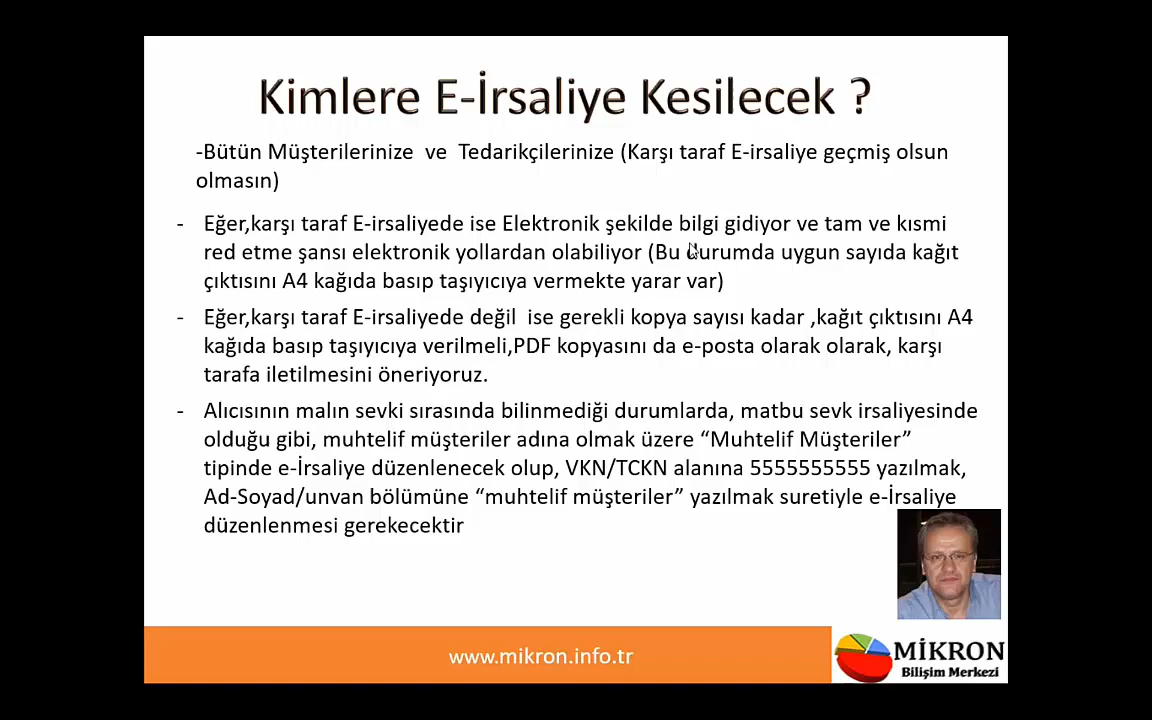 Kimlere E-İrsaliye Kesilecek ?
-Bütün Müşterilerinize ve Tedarikçilerinize (Karşı taraf E-irsaliye geçmiş olsun
olmasın)
- Eğer,karşı taraf E-irsaliyede ise Elektronik şekilde bilgi gidiyor ve tam ve kısmi
red etme şansı elektronik yollardan olabiliyor (Bu durumda uygun sayıda kağıt
çıktısını A4 kağıda basıp taşıyıcıya vermekte yarar var)
- Eğer,karşı taraf E-irsaliyede değil ise gerekli kopya sayısı kadar ,kağıt çıktısını A4
kağıda basıp taşıyıcıya verilmeli,PDF kopyasını da e-posta olarak olarak, karşı
tarafa iletilmesini öneriyoruz.
- Alıcısının malın sevki sırasında bilinmediği durumlarda, matbu sevk irsaliyesinde
olduğu gibi, muhtelif müşteriler adına olmak üzere “Muhtelif Müşteriler”
tipinde e-İrsaliye düzenlenecek olup, VKN/TCKN alanına 5555555555 yazılmak,
Ad-Soyad/unvan bölümüne “muhtelif müşteriler” yazılmak suretiyle e-İrsaliye
düzenlenmesi gerekecektir
www.mikron.info.tr
MİKRON
Bilişim Merkezi